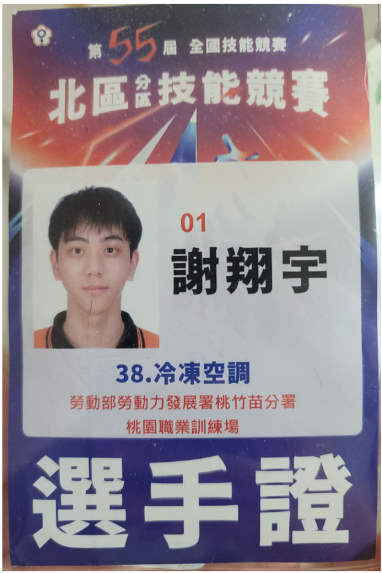 第55屆 全國技能競賽
北區分區技能競賽
01
謝翔宇
38.冷凍空調
勞動部勞動力發展署桃竹苗分署
桃園職業訓練場
選手證